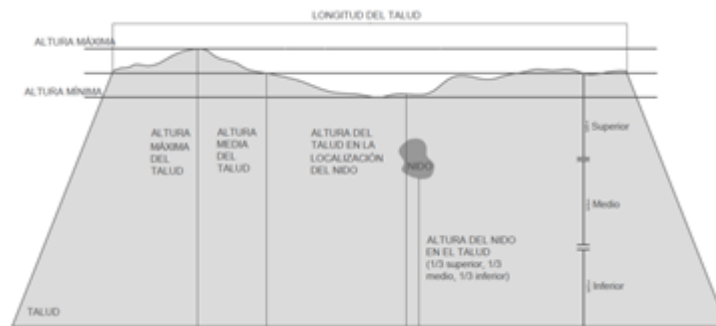 LONGITUD DEL TALUD
ALTURA MÁXIMA
ALTURA MÍNIMA
ALTURA
MÁXIMA
DEL
TALUD
ALTURA
MEDIA
DEL
TALUD
ALTURA DEL
TALUD EN LA
LOCALIZACIÓN
DEL NIDO
NIDO
ALTURA DEL NIDO
EN EL TALUD
(1/3 superior, 1/3
medio, 1/3 inferior)
Superior
Medio
Inferior
TALUD